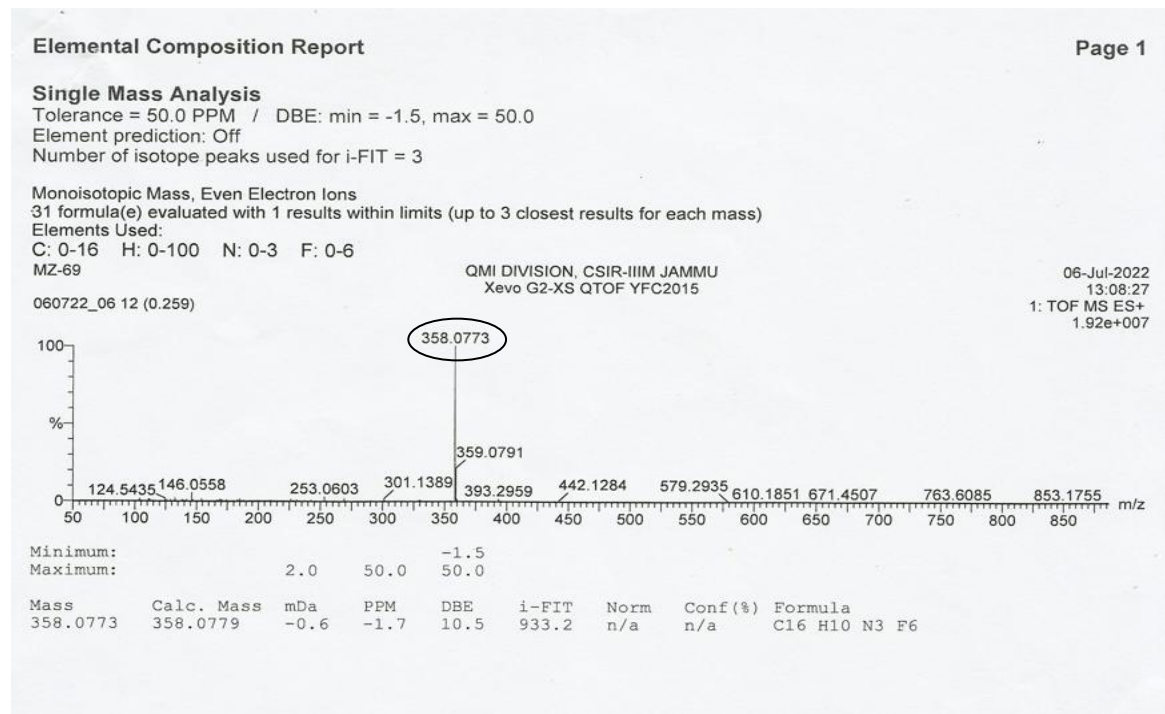 Elemental Composition Report Page 1
Single Mass Analysis
Tolerance = 50.0 PPM / DBE: min = -1.5, max = 50.0
Element prediction: Off
Number of isotope peaks used for i-FIT = 3
Monoisotopic Mass, Even Electron Ions
31 formula(e) evaluated with 1 results within limits (up to 3 closest results for each mass)
Elements Used:
C: 0-16 H: 0-100 N: 0-3 F: 0-6
MZ-69 QMI DIVISION, CSIR-IIIM JAMMU 06-Jul-2022
Xevo G2-XS QTOF YFC2015 13:08:27
060722_06 12 (0.259) 1: TOF MS ES+
1.92e+007
100 358.0773
%
359.0791
0 124.5435 146.0558 253.0603 301.1389 393.2959 442.1284 579.2935 610.1851 671.4507 763.6085 853.1755 m/z
50 100 150 200 250 300 350 400 450 500 550 600 650 700 750 800 850
Minimum: -1.5
Maximum: 2.0 50.0 50.0
Mass Calc. Mass mDa PPM DBE i-FIT Norm Conf(%) Formula
358.0773 358.0779 -0.6 -1.7 10.5 933.2 n/a n/a C16 H10 N3 F6